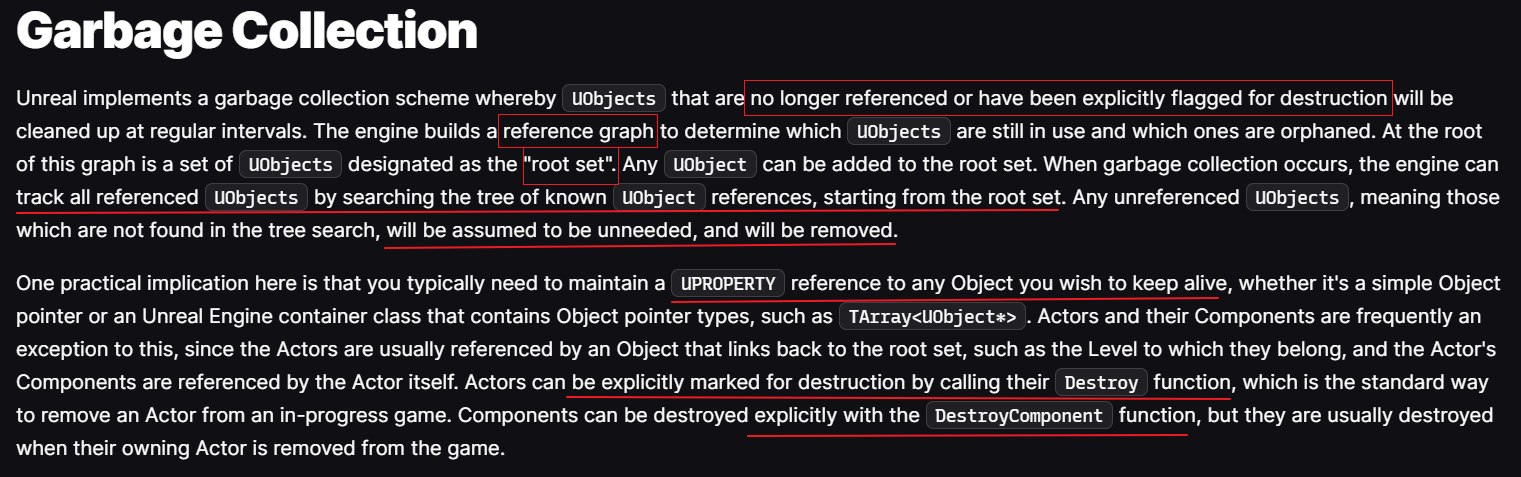 Garbage Collection
Unreal implements a garbage collection scheme whereby UObjects that are no longer referenced or have been explicitly flagged for destruction will be
cleaned up at regular intervals. The engine builds a reference graph to determine which UObjects are still in use and which ones are orphaned. At the root
of this graph is a set of UObjects designated as the "root set". Any UObject can be added to the root set. When garbage collection occurs, the engine can
track all referenced UObjects by searching the tree of known UObject references, starting from the root set. Any unreferenced UObjects, meaning those
which are not found in the tree search, will be assumed to be unneeded, and will be removed.
One practical implication here is that you typically need to maintain a UPROPERTY reference to any Object you wish to keep alive, whether it's a simple Object
pointer or an Unreal Engine container class that contains Object pointer types, such as TArray<UObject*>. Actors and their Components are frequently an
exception to this, since the Actors are usually referenced by an Object that links back to the root set, such as the Level to which they belong, and the Actor's
Components are referenced by the Actor itself. Actors can be explicitly marked for destruction by calling their Destroy function, which is the standard way
to remove an Actor from an in-progress game. Components can be destroyed explicitly with the DestroyComponent function, but they are usually destroyed
when their owning Actor is removed from the game.